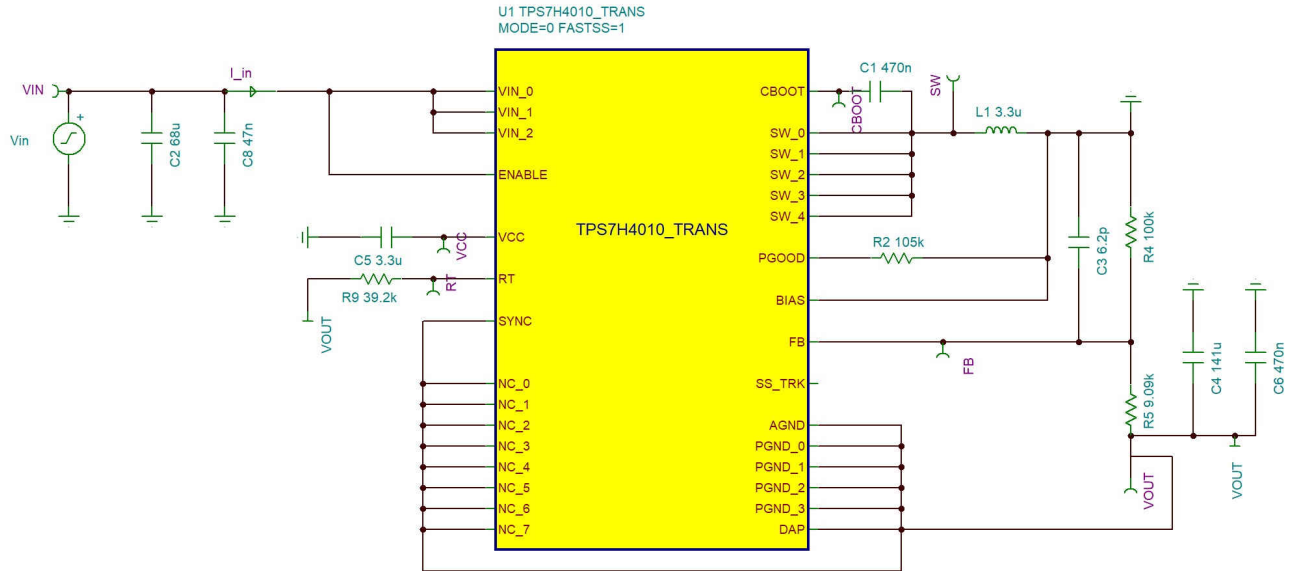 U1 TPS7H4010_TRANS
MODE=0 FASTSS=1
VIN
I_in
Vin
+
C2 68u
C8 47n
VIN_0
VIN_1
VIN_2
ENABLE
VCC
RT
SYNC
NC_0
NC_1
NC_2
NC_3
NC_4
NC_5
NC_6
NC_7
C5 3.3u
VCC
R9 39.2k
RT
VOUT
TPS7H4010_TRANS
CBOOT
SW_0
SW_1
SW_2
SW_3
SW_4
PGOOD
BIAS
FB
SS_TRK
AGND
PGND_0
PGND_1
PGND_2
PGND_3
DAP
C1 470n
CBOOT
SW
L1 3.3u
R2 105k
C3 6.2p
R4 100k
FB
R5 9.09k
C4 141u
C6 470n
VOUT
VOUT